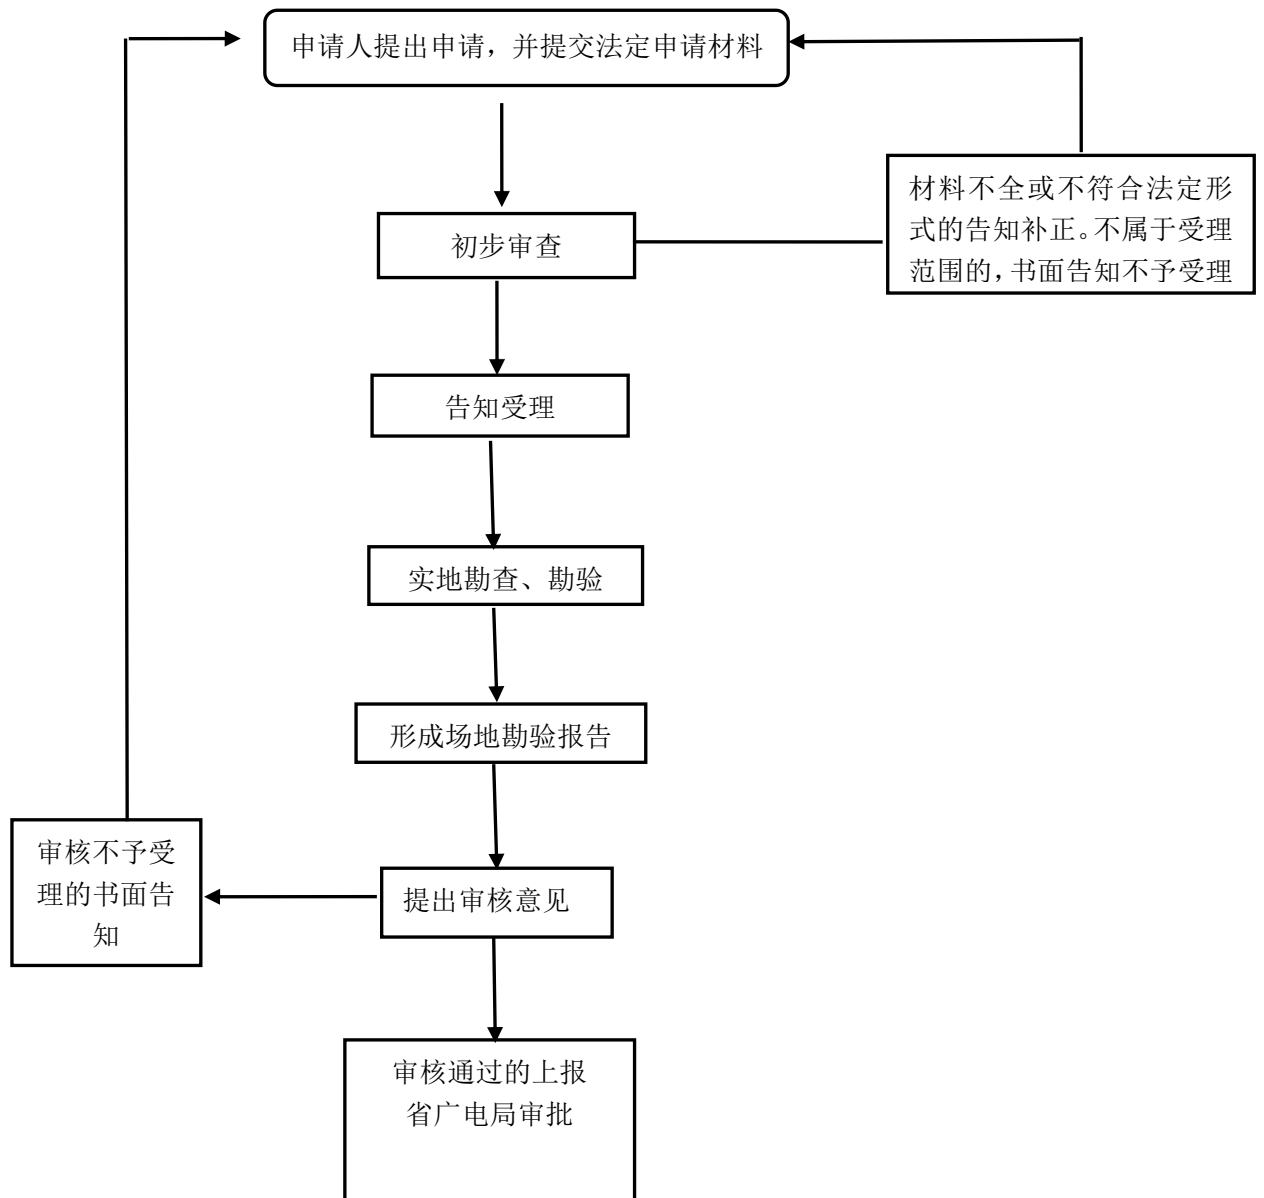 申请人提出申请，并提交法定申请材料
材料不全或不符合法定形
式的告知补正。不属于受理
范围的，书面告知不予受理
初步审查
告知受理
实地勘查、勘验
形成场地勘验报告
审核不予受
理的书面告
知
提出审核意见
审核通过的上报
省广电局审批